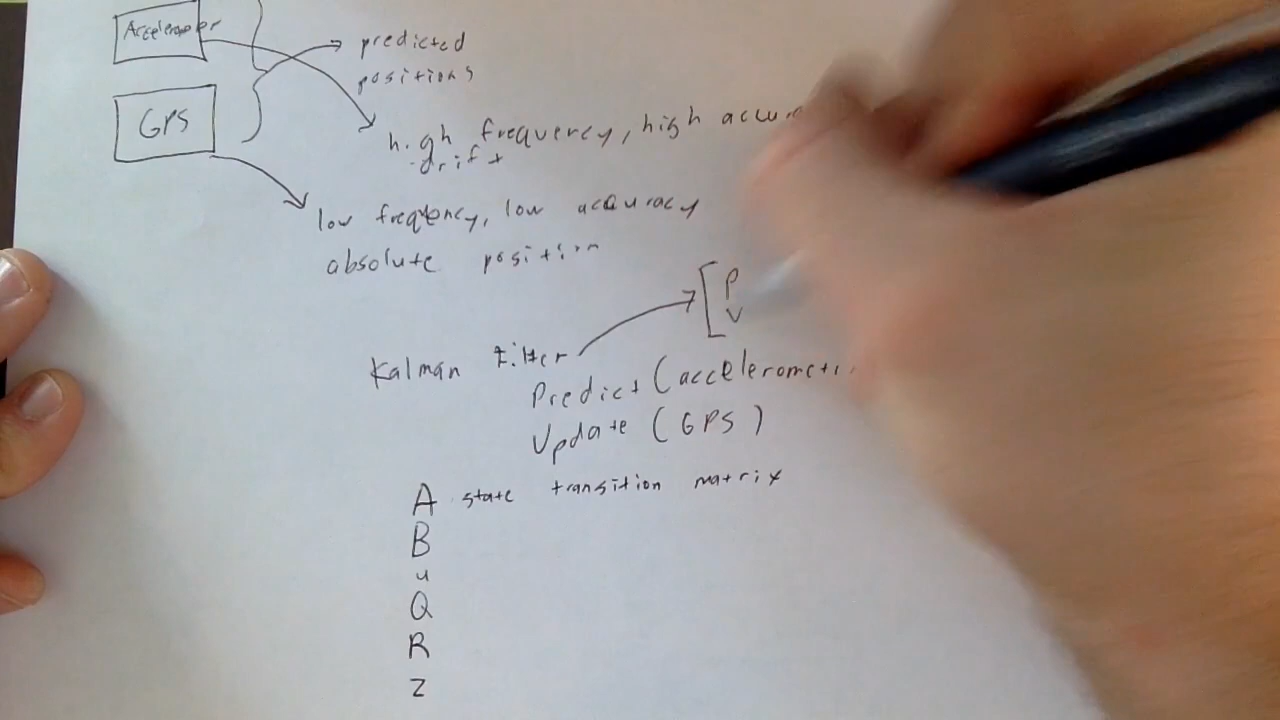 Accelerometer
GPS
predicted
positions
high frequency, high accur
-drift
low frequency, low accuracy
absolute position
[P
V
Kalman Filter
Predict (accelerometer
Update (GPS)
A state transition matrix
B
u
Q
R
z